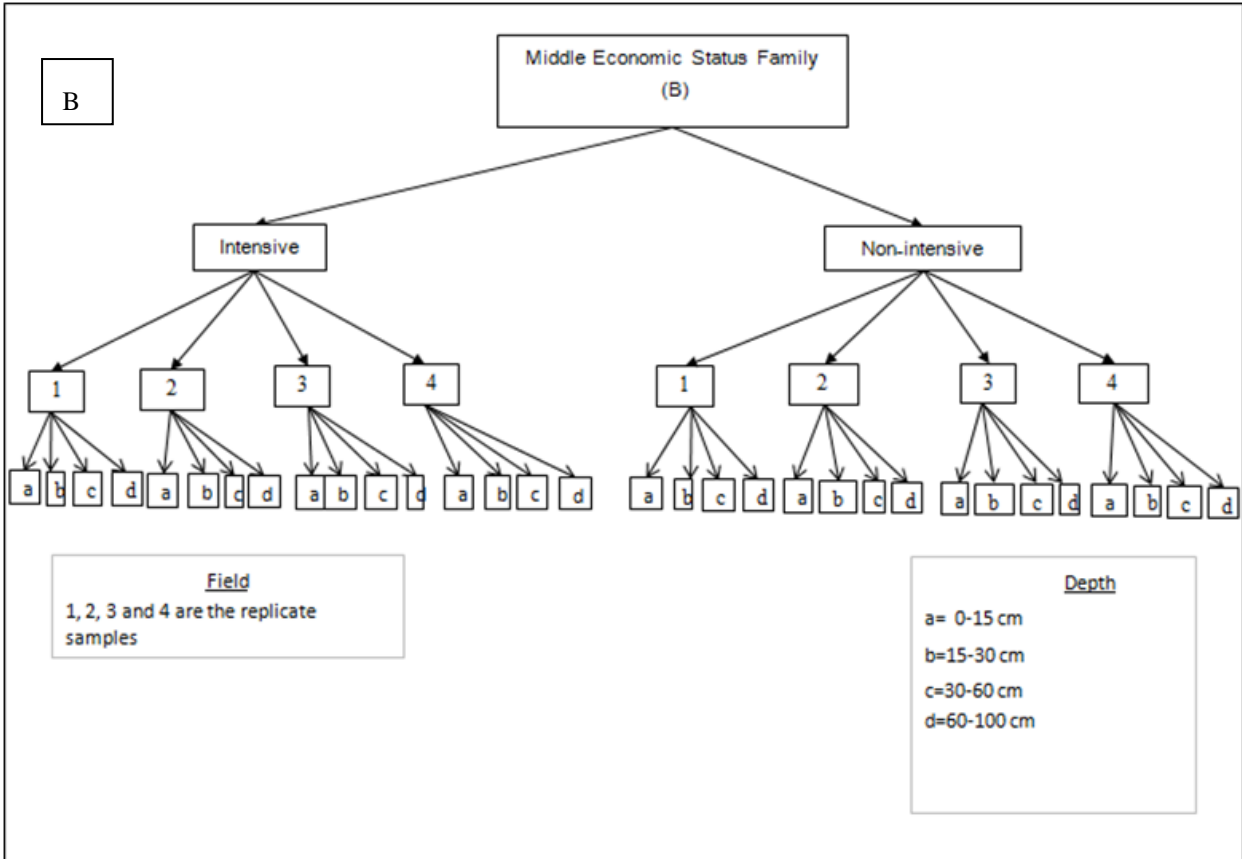 B
Middle Economic Status Family
(B)
Intensive
Non-intensive
1 2 3 4 1 2 3 4
a b c d a b c d a b c d a b c d a b c d a b c d a b c d a b c d
Field
1, 2, 3 and 4 are the replicate
samples
Depth
a= 0-15 cm
b=15-30 cm
c=30-60 cm
d=60-100 cm